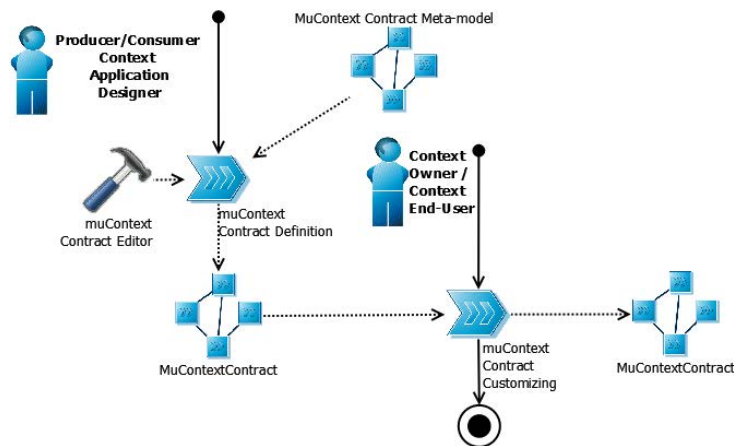 MuContext Contract Meta-model
Producer/Consumer
Context
Application
Designer
Context
Owner /
Context
End-User
muContext
Contract Editor
muContext
Contract Definition
MuContextContract
muContext
Contract
Customizing
MuContextContract